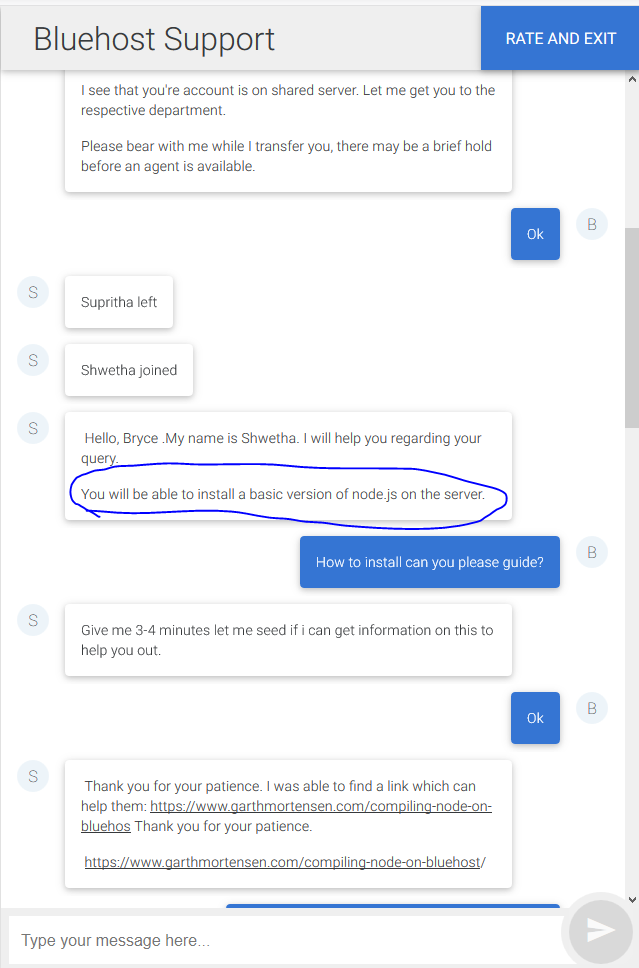 Bluehost Support
RATE AND EXIT
I see that you're account is on shared server. Let me get you to the
respective department.
Please bear with me while I transfer you, there may be a brief hold
before an agent is available.
Ok
B
S
Supritha left
S
Shwetha joined
S
Hello, Bryce .My name is Shwetha. I will help you regarding your
query.
You will be able to install a basic version of node.js on the server.
How to install can you please guide?
B
S
Give me 3-4 minutes let me seed if i can get information on this to
help you out.
Ok
B
S
Thank you for your patience. I was able to find a link which can
help them: https://www.garthmortensen.com/compiling-node-on-
bluehos Thank you for your patience.
https://www.garthmortensen.com/compiling-node-on-bluehost/
Type your message here...